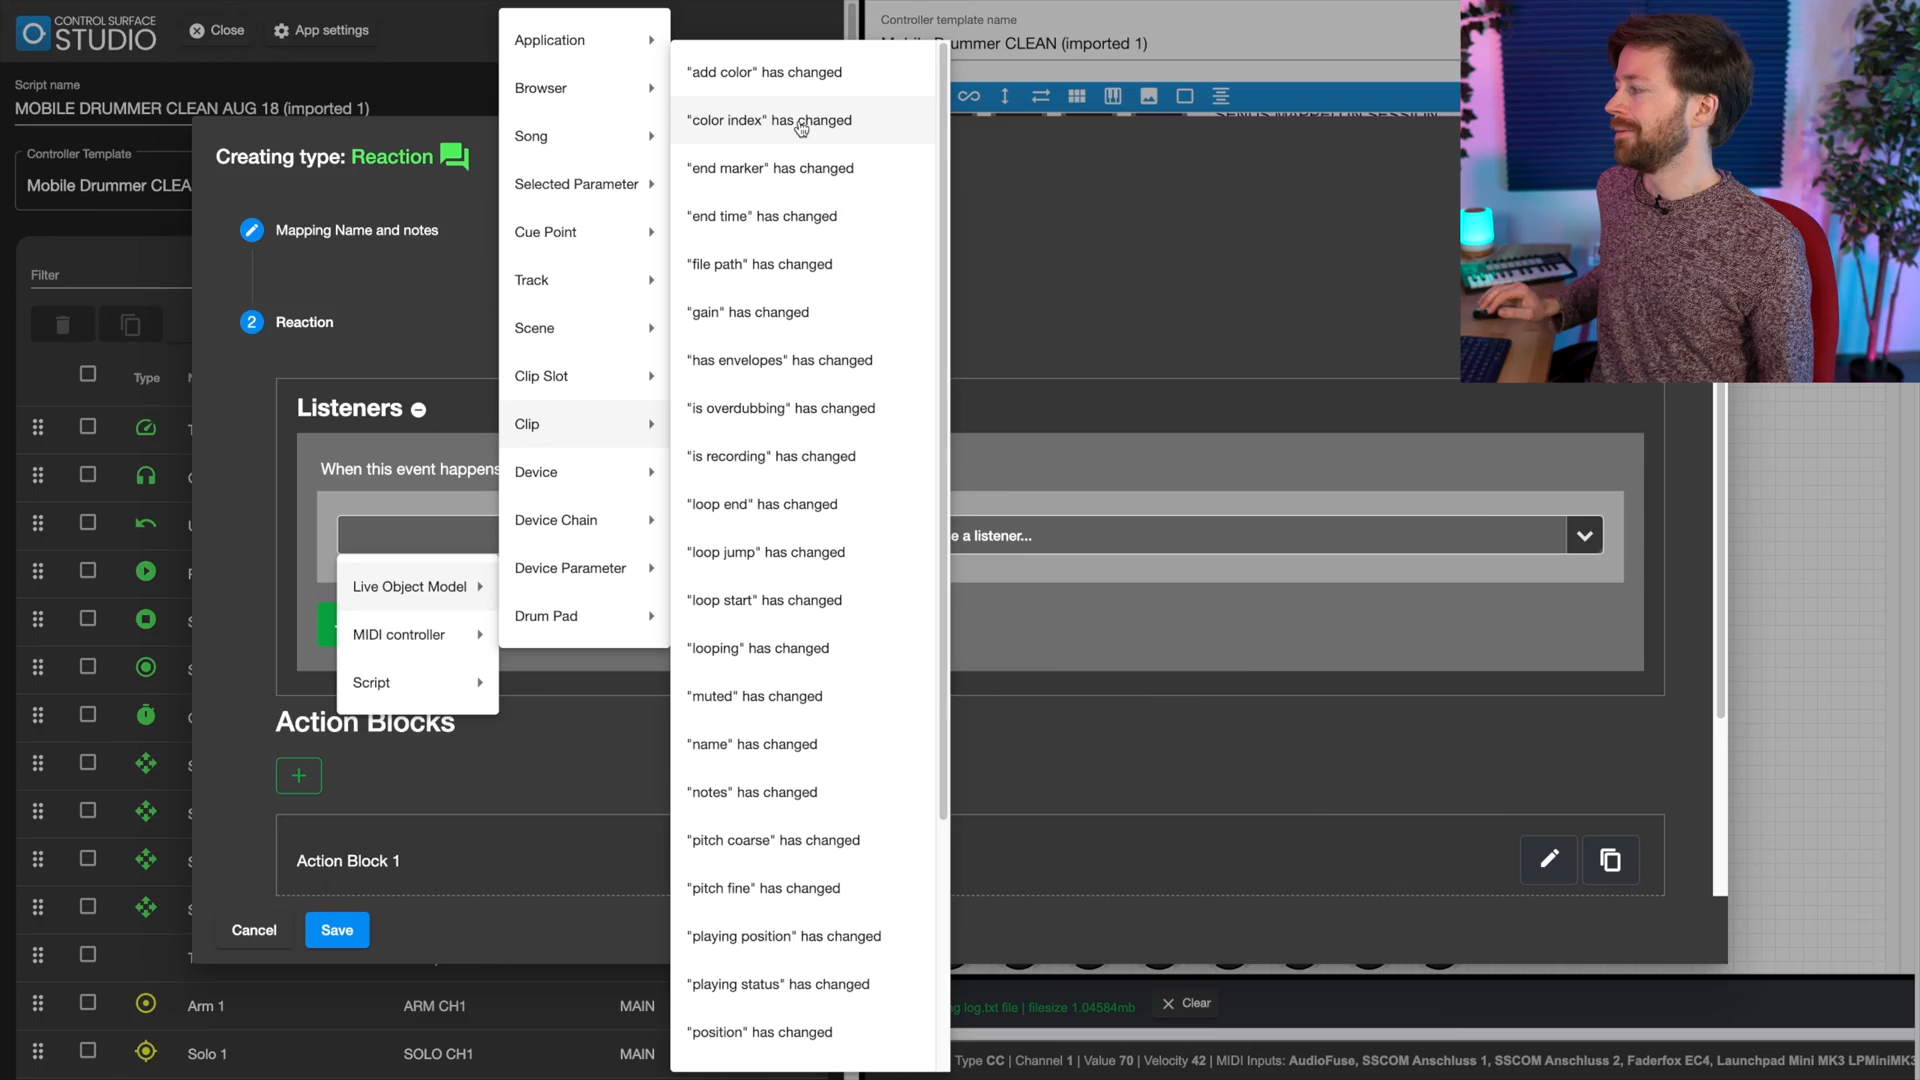 CONTROL SURFACE
STUDIO
Close
App settings
Script name
MOBILE DRUMMER CLEAN AUG 18 (imported 1)
Controller Template
Mobile Drummer CLEA
Filter
Type
Arm 1
ARM CH1
MAIN
Solo 1
SOLO CH1
MAIN
Creating type: Reaction
Mapping Name and notes
2
Reaction
Listeners
When this event happens
Live Object Model
MIDI controller
Script
Action Blocks
Action Block 1
Cancel
Save
Application
Browser
Song
Selected Parameter
Cue Point
Track
Scene
Clip Slot
Clip
Device
Device Chain
Device Parameter
Drum Pad
"add color" has changed
"color index" has changed
"end marker" has changed
"end time" has changed
"file path" has changed
"gain" has changed
"has envelopes" has changed
"is overdubbing" has changed
"is recording" has changed
"loop end" has changed
"loop jump" has changed
"loop start" has changed
"looping" has changed
"muted" has changed
"name" has changed
"notes" has changed
"pitch coarse" has changed
"pitch fine" has changed
"playing position" has changed
"playing status" has changed
"position" has changed
Controller template name
ummer CLEAN (imported 1)
SENDS MAPPED ON SESSION
e a listener...
g log.txt file | filesize 1.04584mb
Clear
Type CC | Channel 1 | Value 70 | Velocity 42 | MIDI Inputs: AudioFuse, SSCOM Anschluss 1, SSCOM Anschluss 2, Faderfox EC4, Launchpad Mini MK3 LPMiniMK3